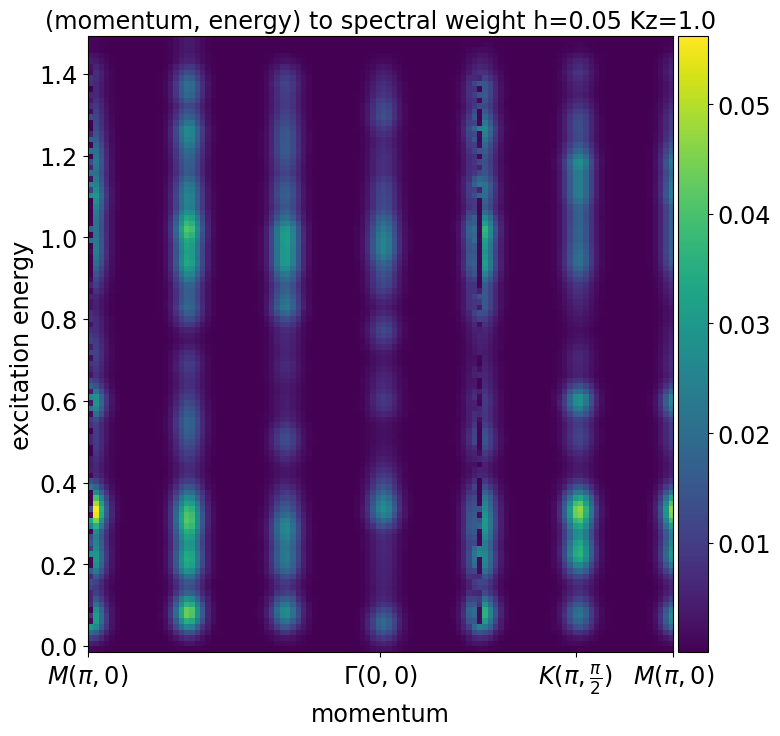 (momentum, energy) to spectral weight h=0.05 Kz=1.0
excitation energy
1.4
1.2
1.0
0.8
0.6
0.4
0.2
0.0
0.05
0.04
0.03
0.02
0.01
M(π, 0)
Γ(0, 0)
K(π, π/2)
M(π, 0)
momentum